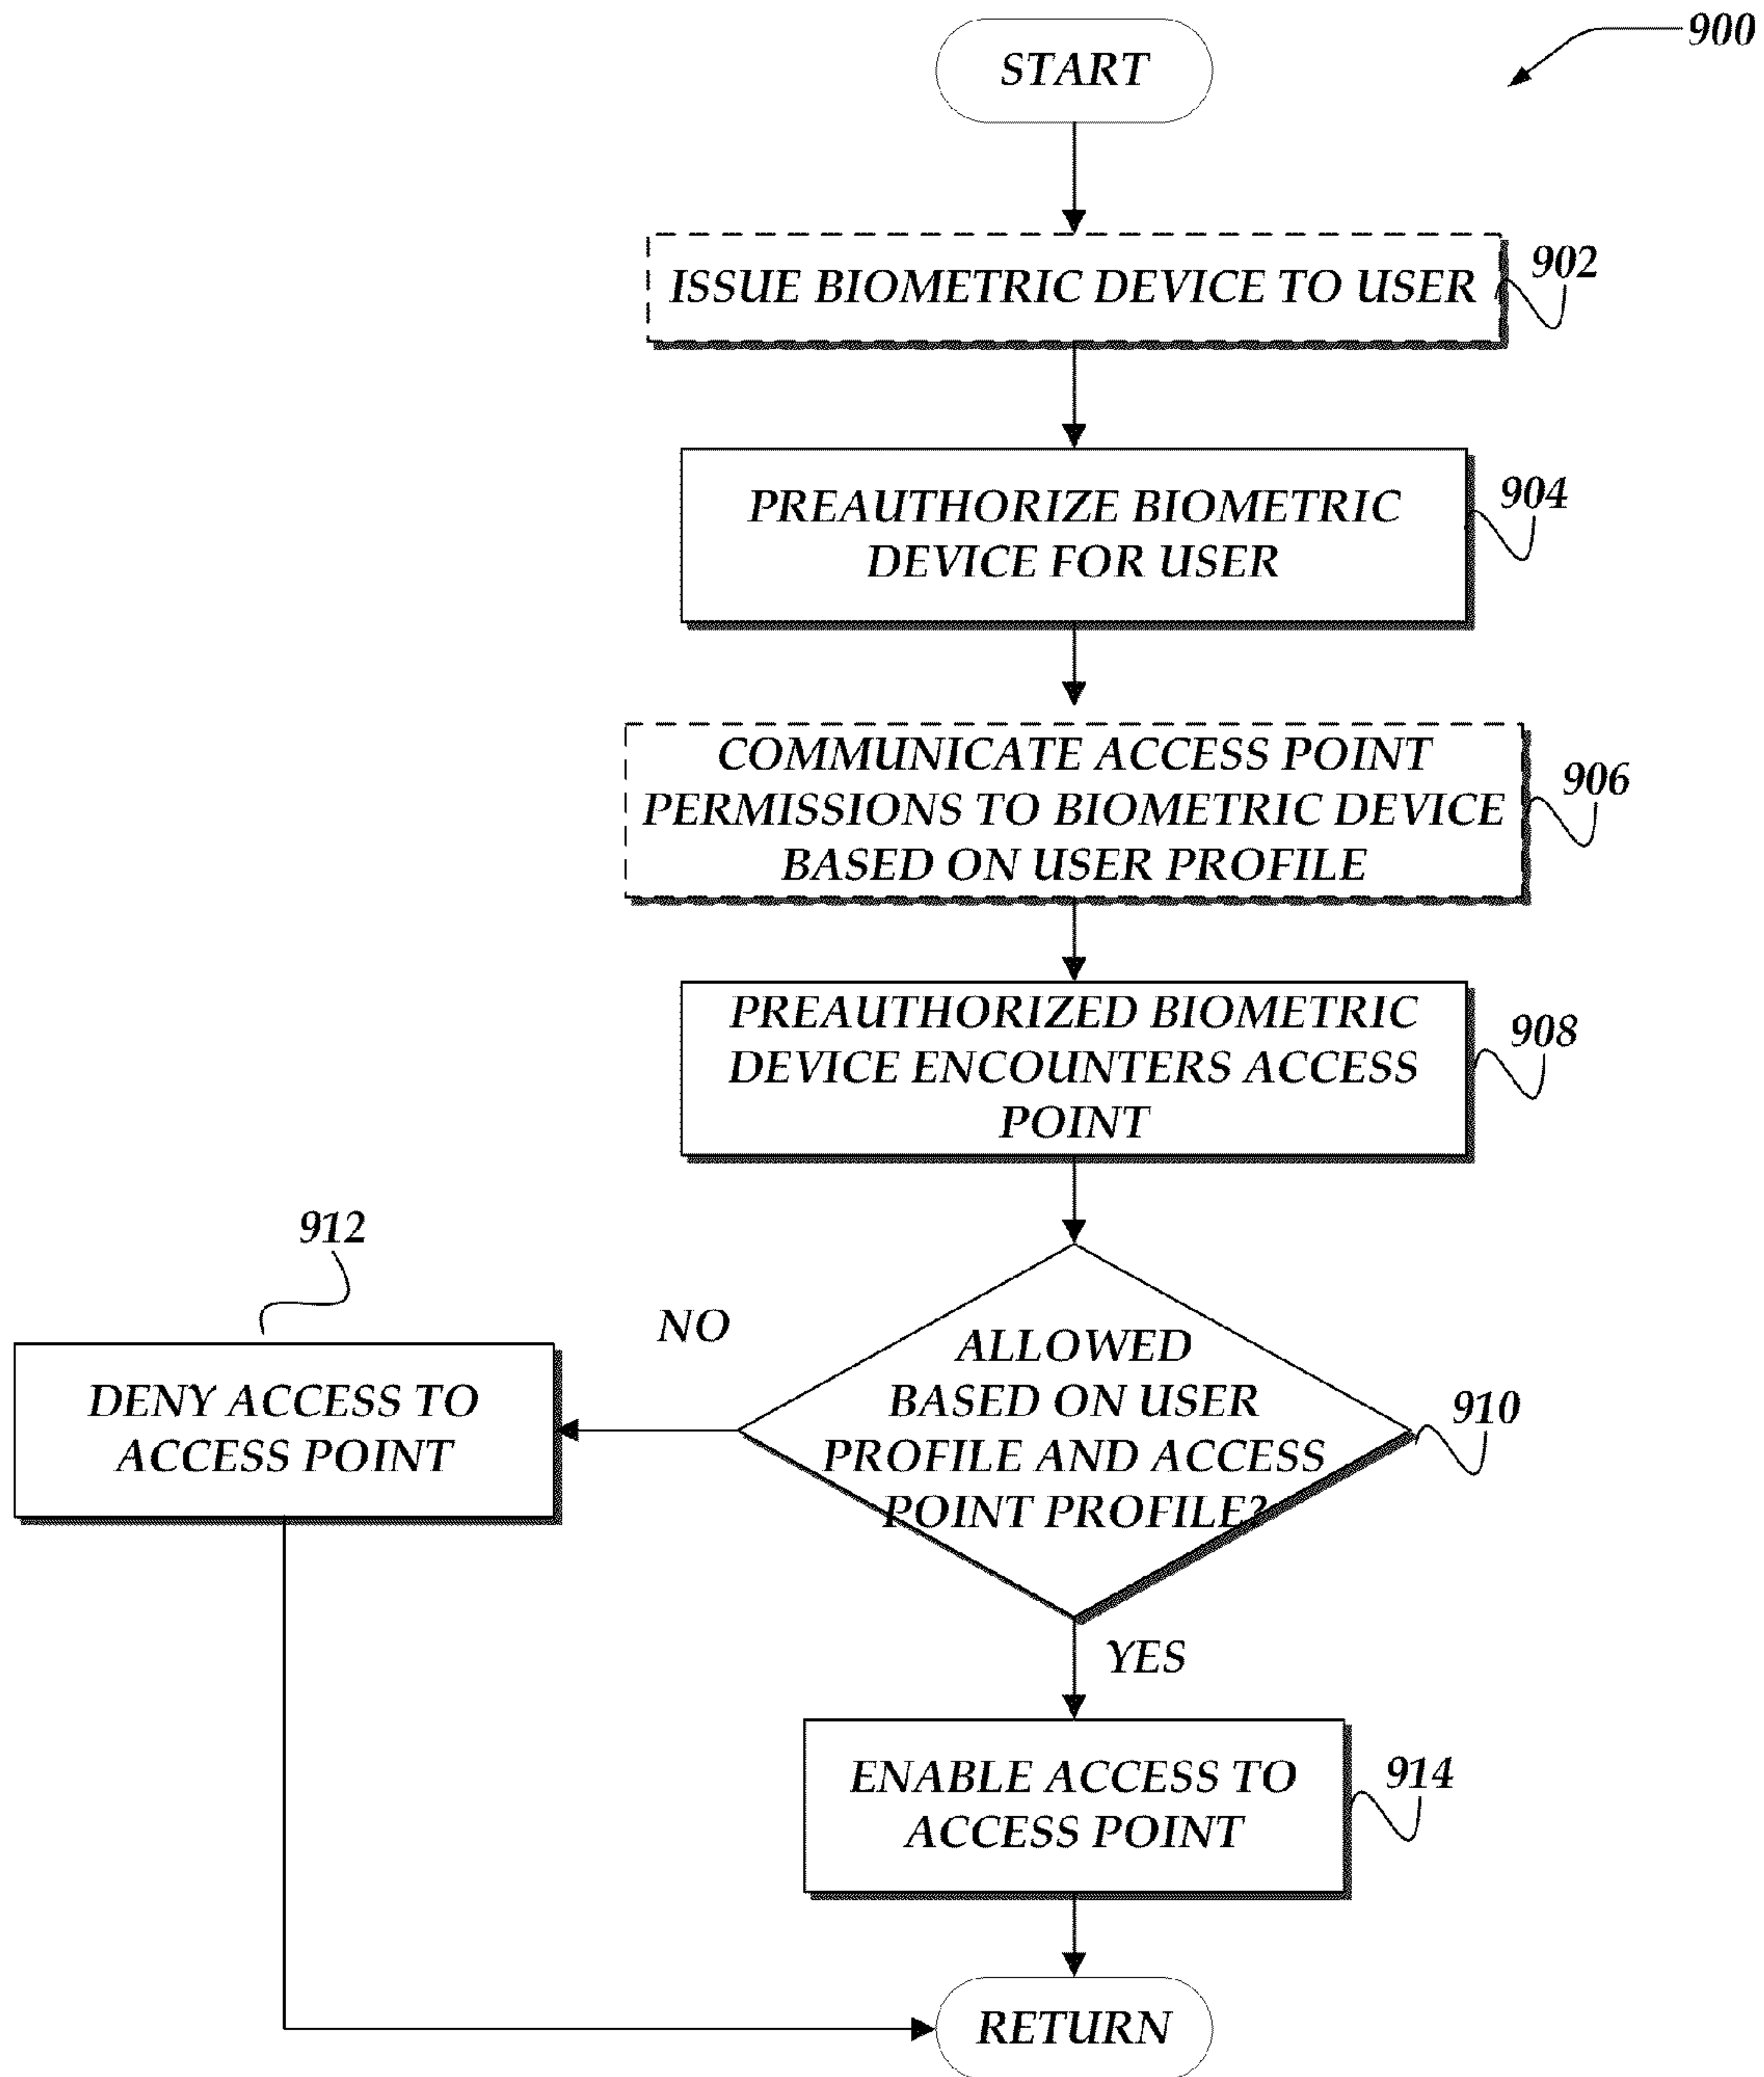 900
START
ISSUE BIOMETRIC DEVICE TO USER
902
PREAUTHORIZE BIOMETRIC
DEVICE FOR USER
904
COMMUNICATE ACCESS POINT
PERMISSIONS TO BIOMETRIC DEVICE
BASED ON USER PROFILE
906
PREAUTHORIZED BIOMETRIC
DEVICE ENCOUNTERS ACCESS
POINT
908
912
NO
ALLOWED
BASED ON USER
PROFILE AND ACCESS
POINT PROFILE?
910
DENY ACCESS TO
ACCESS POINT
YES
ENABLE ACCESS TO
ACCESS POINT
914
RETURN